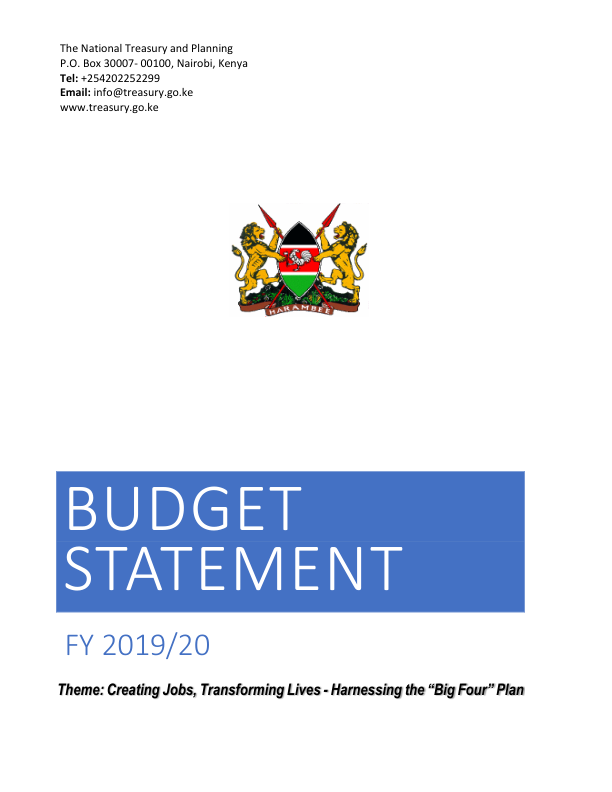 The National Treasury and Planning
P.O. Box 30007- 00100, Nairobi, Kenya
Tel: +254202252299
Email: info@treasury.go.ke
www.treasury.go.ke
HARAMBEE
BUDGET
STATEMENT
FY 2019/20
Theme: Creating Jobs, Transforming Lives - Harnessing the “Big Four” Plan